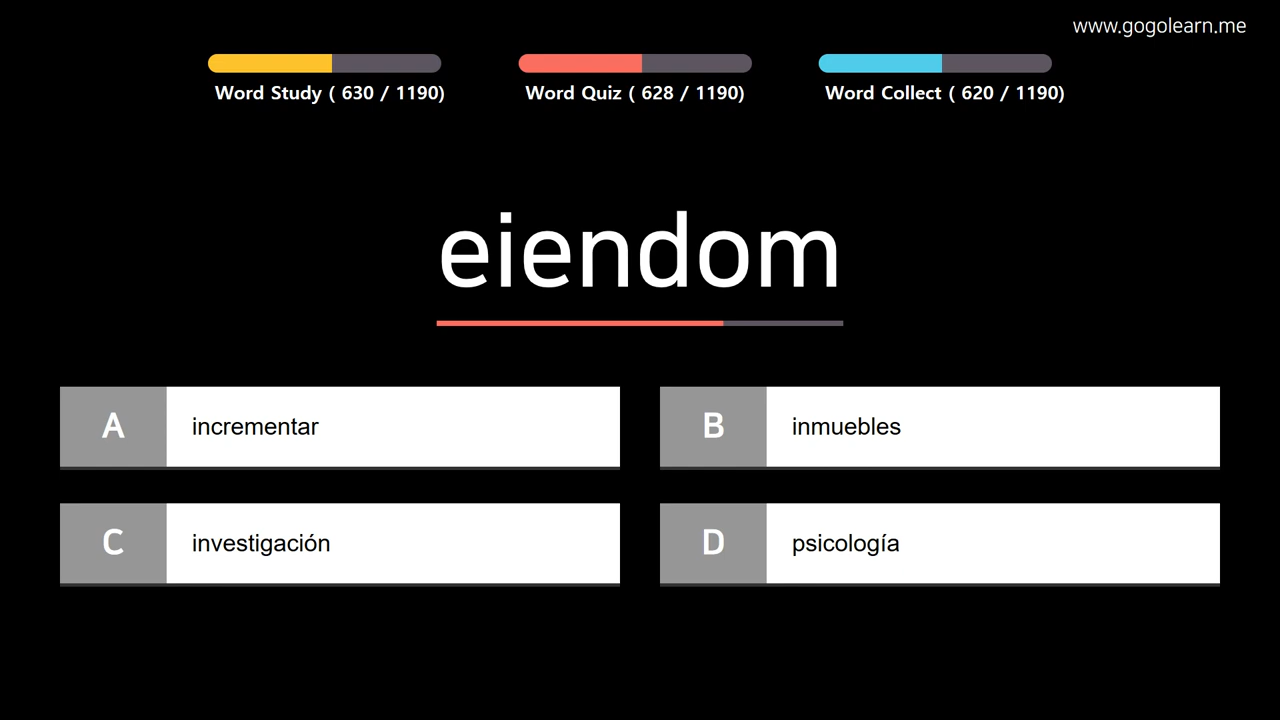 www.gogolearn.me
Word Study ( 630 / 1190)
Word Quiz ( 628 / 1190)
Word Collect ( 620 / 1190)
eiendom
A incrementar
B inmuebles
C investigación
D psicología